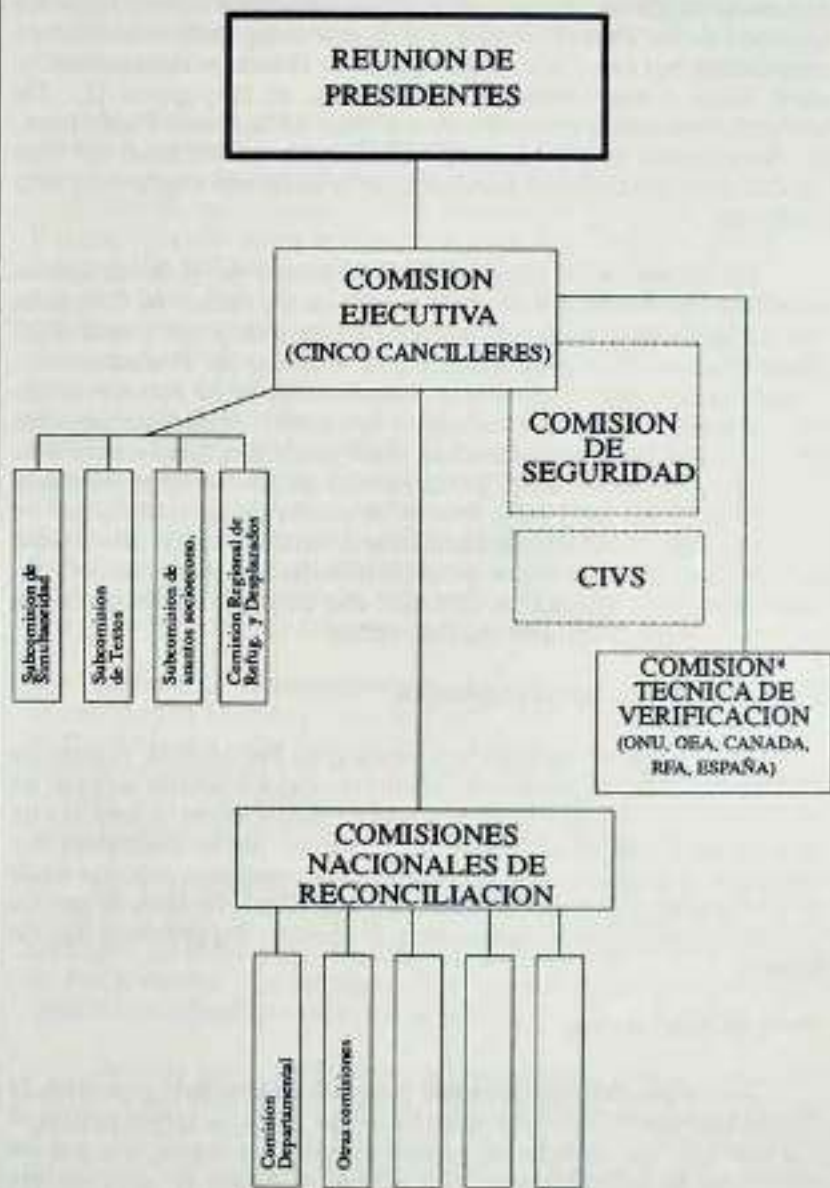 REUNION DE
PRESIDENTES
COMISION
EJECUTIVA
(CINCO CANCILLERES)
COMISION
DE
SEGURIDAD
CIVS
COMISION⁴
TECNICA DE
VERIFICACION
(ONU, OEA, CANADA,
RFA, ESPAÑA)
Subcomisión de
Simultaneidad
Subcomisión
de Textos
Subcomisión de
asuntos socioecono.
Comisión Regional de
Refug. y Desplazados
COMISIONES
NACIONALES DE
RECONCILIACION
Comisión
Departamental
Otras comisiones